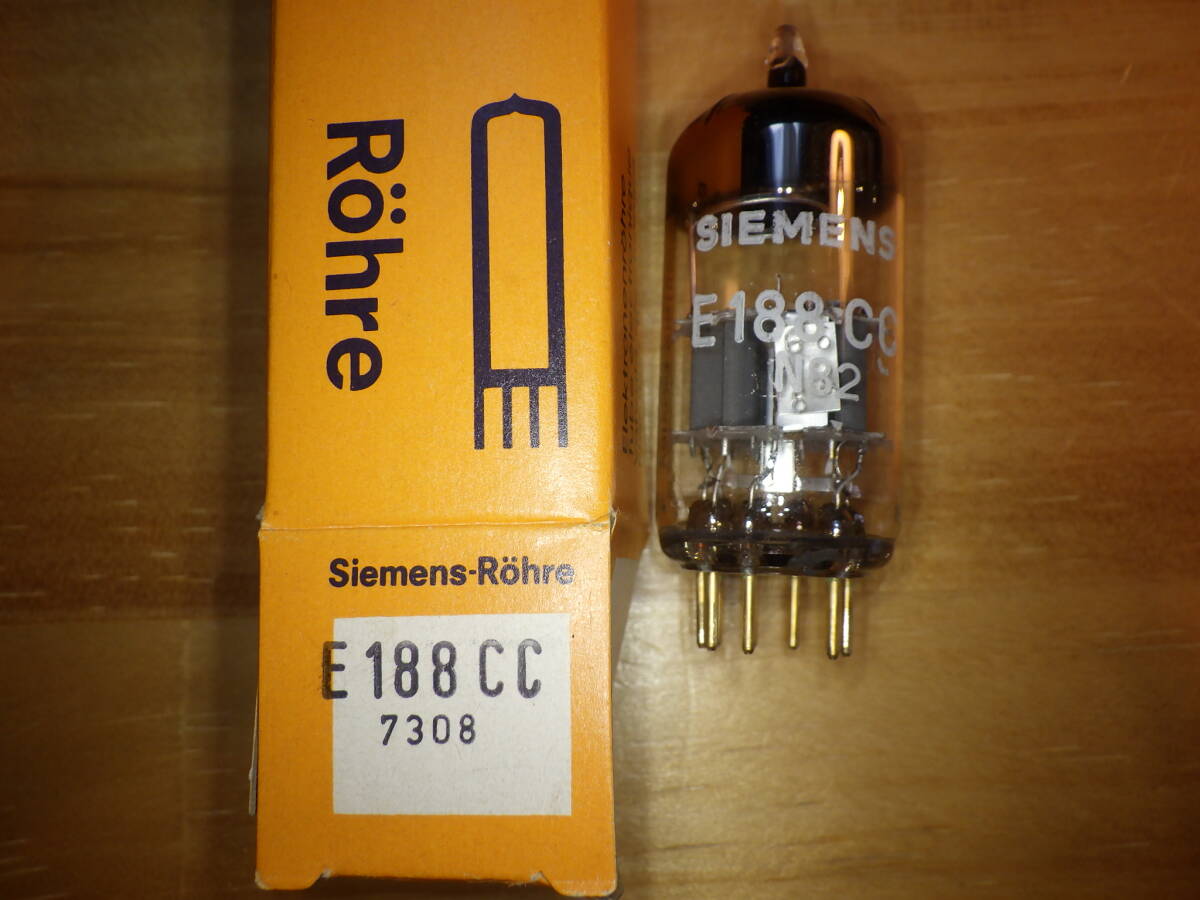 Röhre
Siemens-Röhre
E188CC
7308
SIEMENS
E188CC